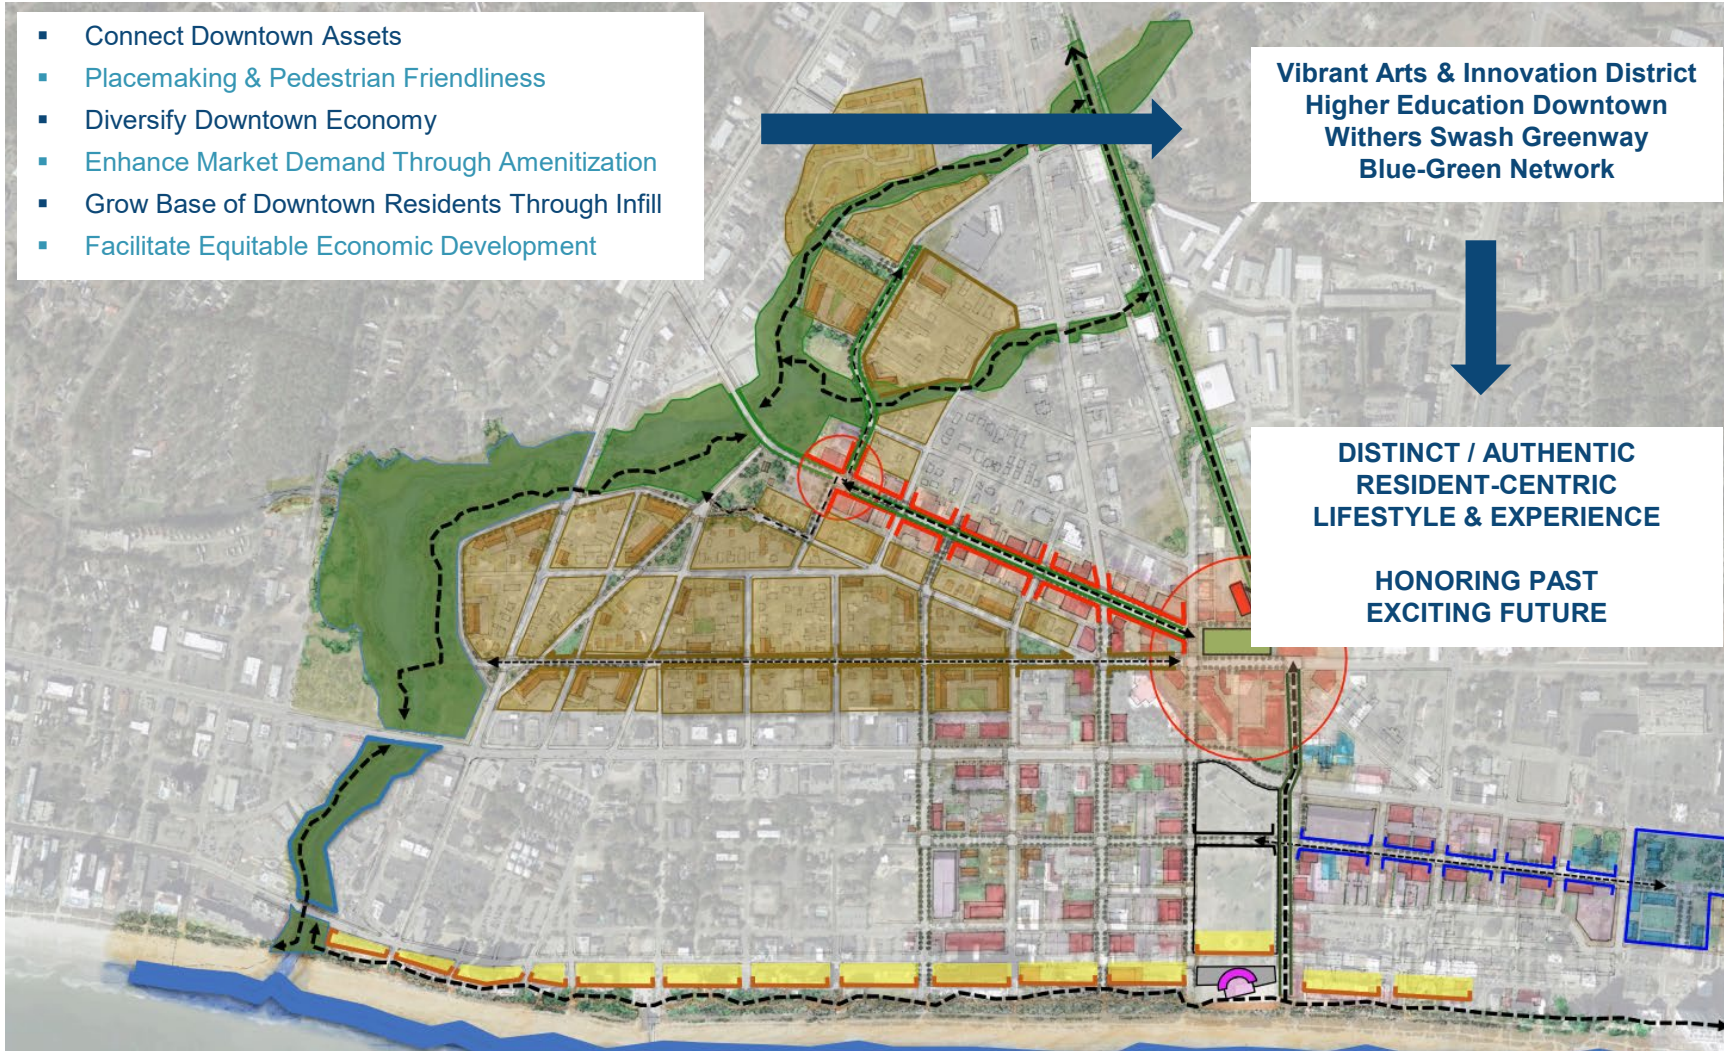 ▪ Connect Downtown Assets
▪ Placemaking & Pedestrian Friendliness
▪ Diversify Downtown Economy
▪ Enhance Market Demand Through Amenitization
▪ Grow Base of Downtown Residents Through Infill
▪ Facilitate Equitable Economic Development
Vibrant Arts & Innovation District
Higher Education Downtown
Withers Swash Greenway
Blue-Green Network
DISTINCT / AUTHENTIC
RESIDENT-CENTRIC
LIFESTYLE & EXPERIENCE
HONORING PAST
EXCITING FUTURE